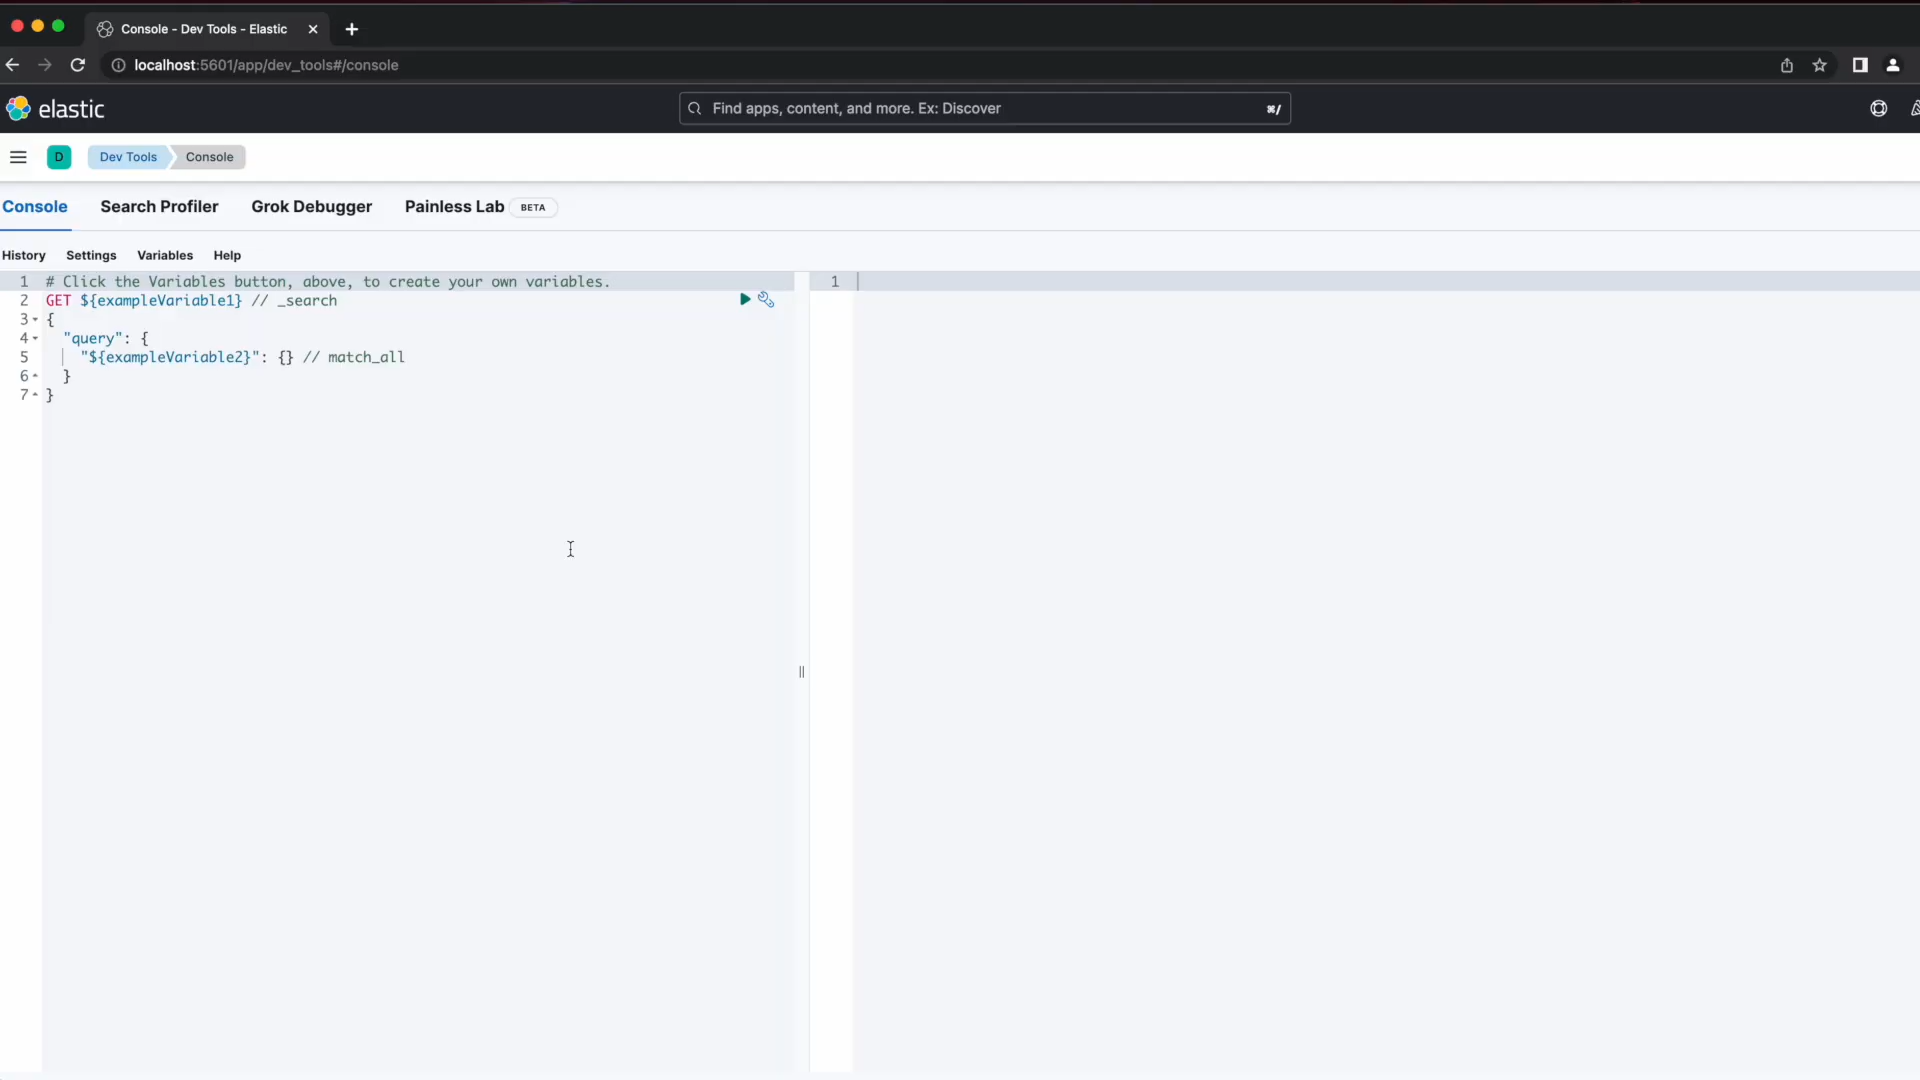 Console - Dev Tools - Elastic
localhost:5601/app/dev_tools#/console
elastic
Find apps, content, and more. Ex: Discover
⌘/
D
Dev Tools
Console
Console
Search Profiler
Grok Debugger
Painless Lab
BETA
History
Settings
Variables
Help
1 # Click the Variables button, above, to create your own variables.
2 GET ${exampleVariable1} // _search
3 {
4 "query": {
5 "${exampleVariable2}": {} // match_all
6 }
7 }
1